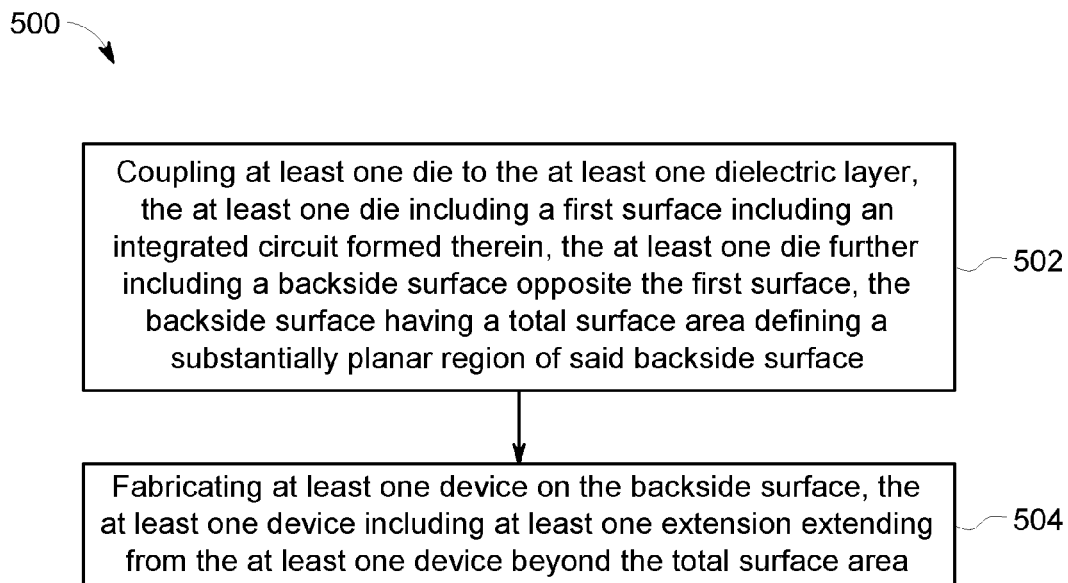 500
Coupling at least one die to the at least one dielectric layer,
the at least one die including a first surface including an
integrated circuit formed therein, the at least one die further
including a backside surface opposite the first surface, the
backside surface having a total surface area defining a
substantially planar region of said backside surface
502
Fabricating at least one device on the backside surface, the
at least one device including at least one extension extending
from the at least one device beyond the total surface area
504